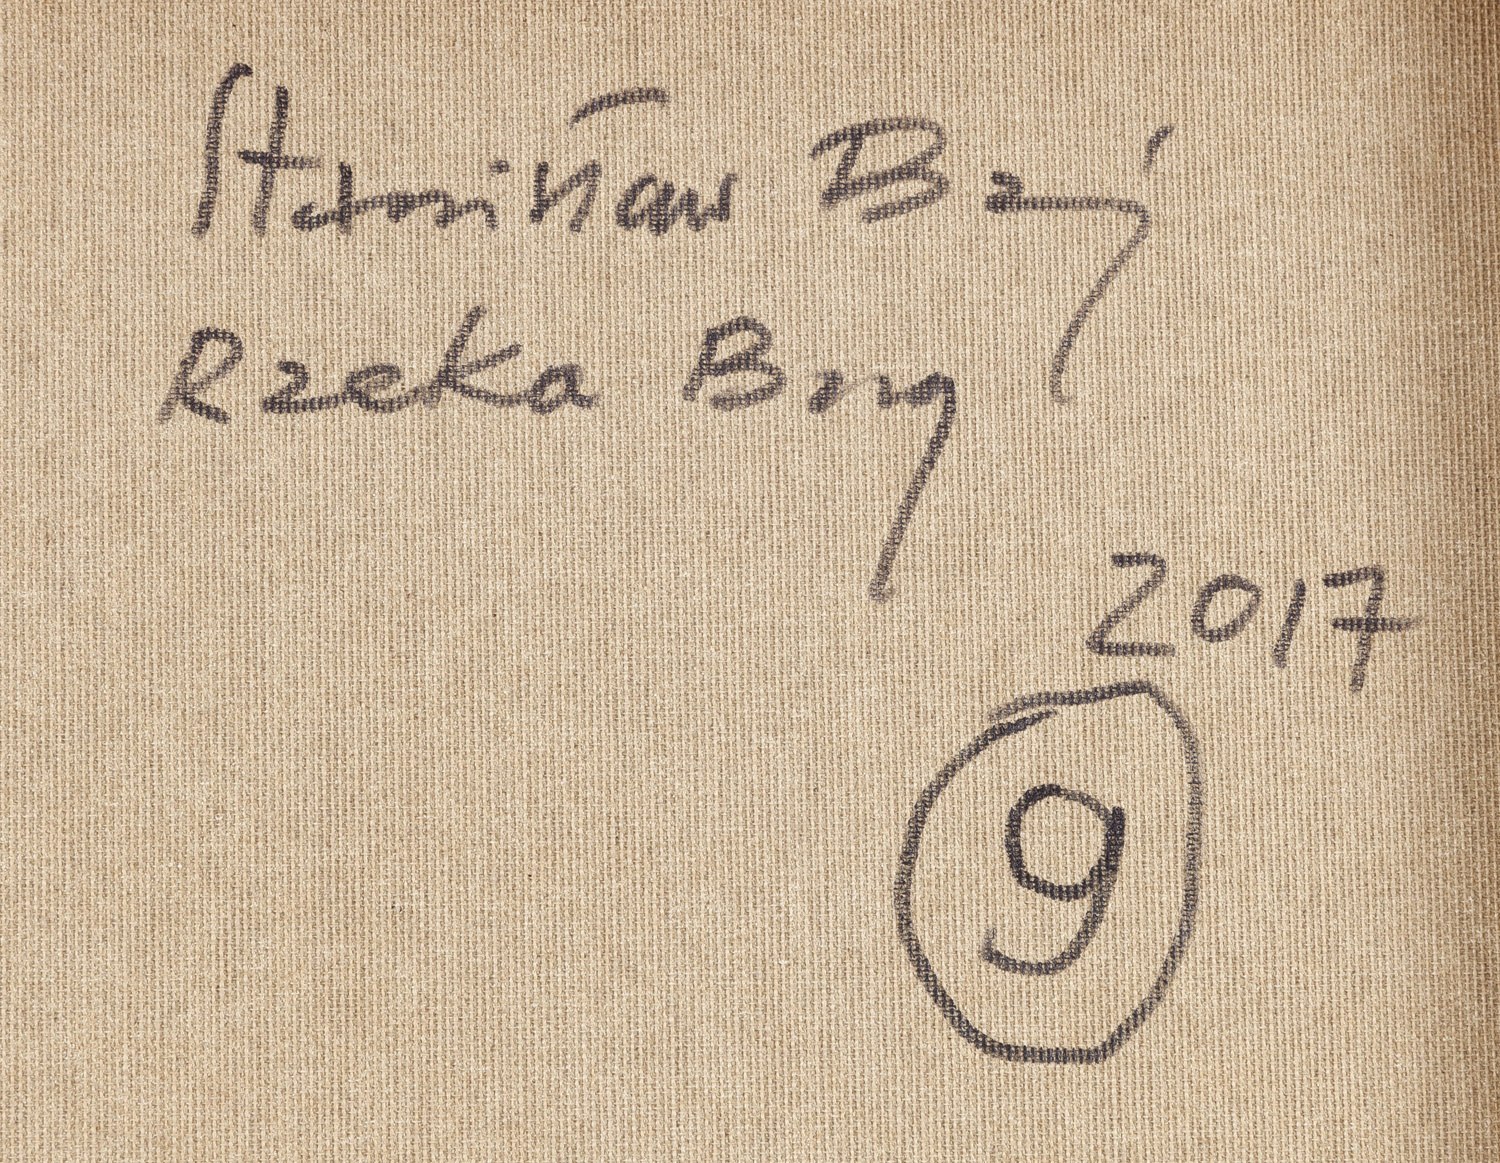 Stanisław Baj
Rzeka Bug
2017
9